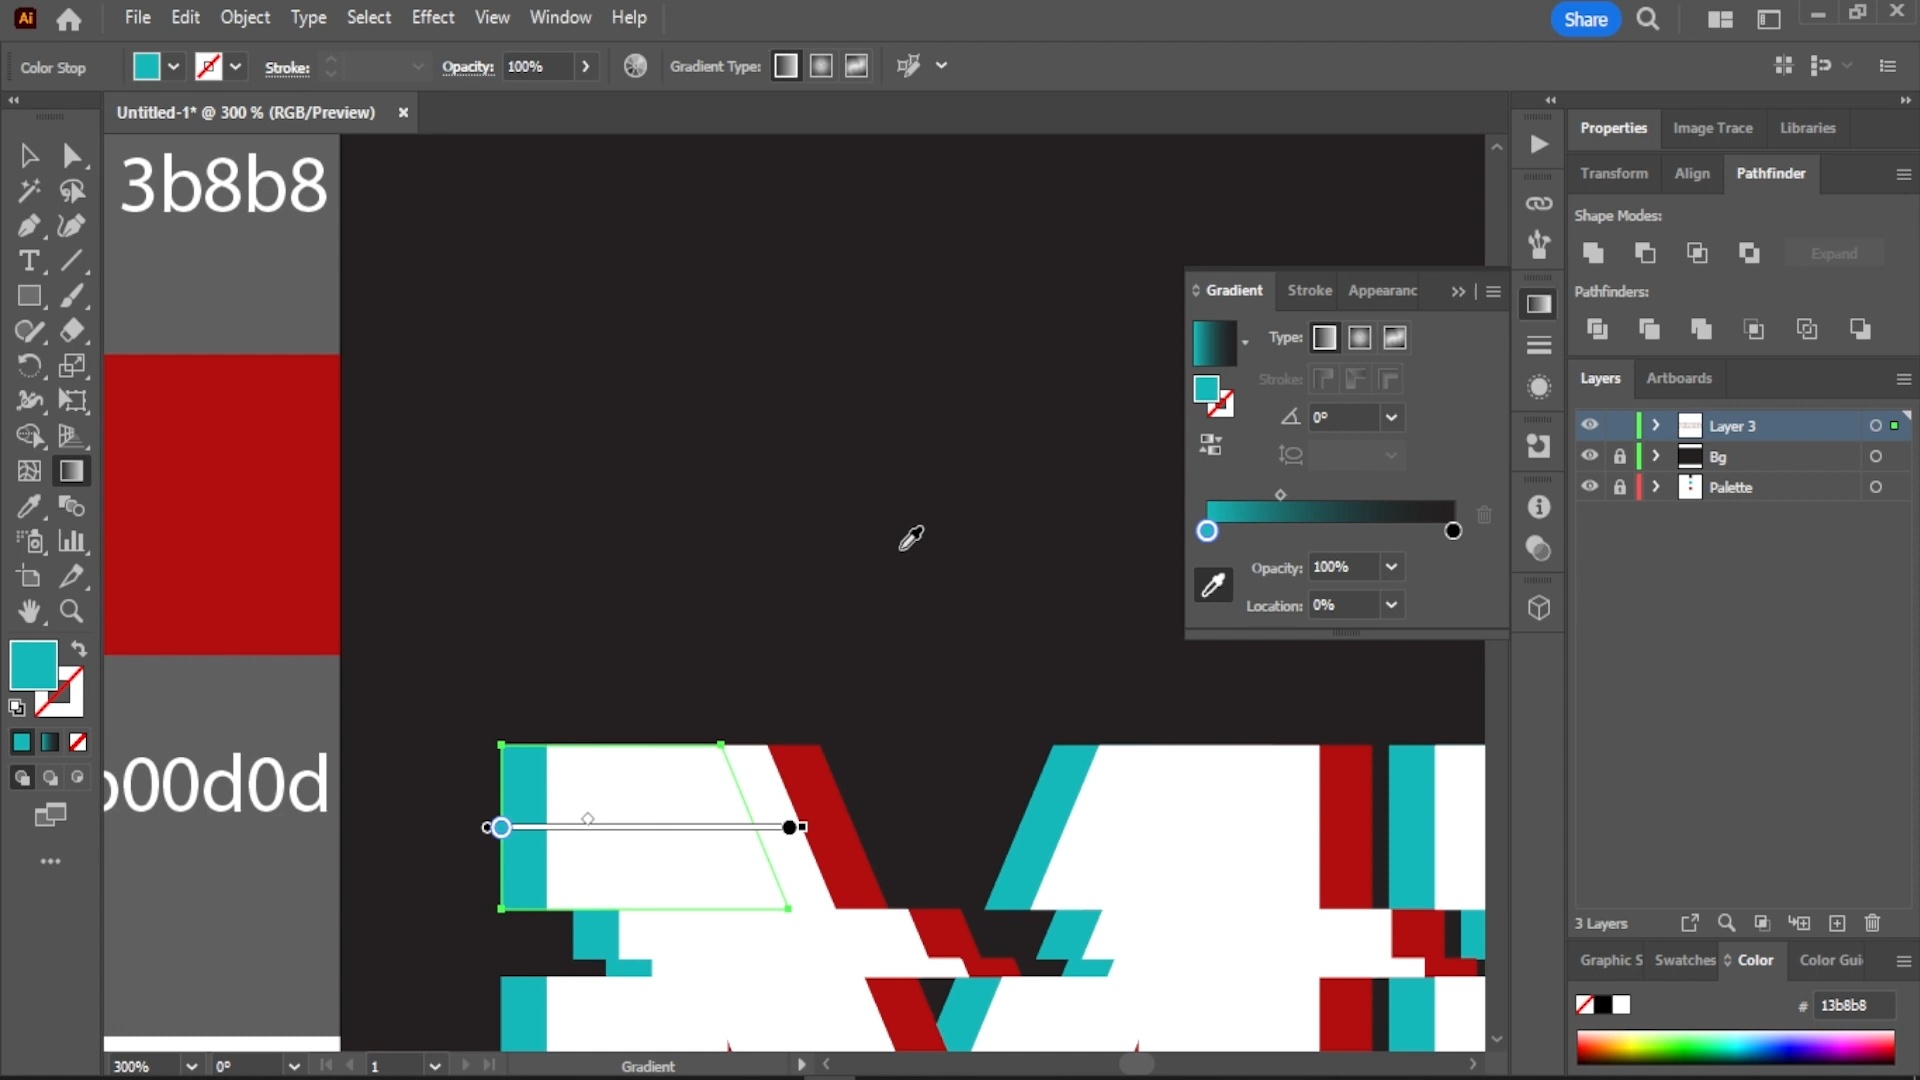 Ai File Edit Object Type Select Effect View Window Help Share
Color Stop Stroke: Opacity: 100% Gradient Type:
Untitled-1* @ 300 % (RGB/Preview)
Properties Image Trace Libraries
Transform Align Pathfinder
Shape Modes:
Expand
Pathfinders:
3b8b8
Gradient Stroke Appearanc
Type:
Stroke:
0°
Opacity: 100%
Location: 0%
Layers Artboards
Layer 3
Bg
Palette
b00d0d
3 Layers
Graphic S Swatches Color Color Gui
# 13b8b8
300% 0° 1 Gradient